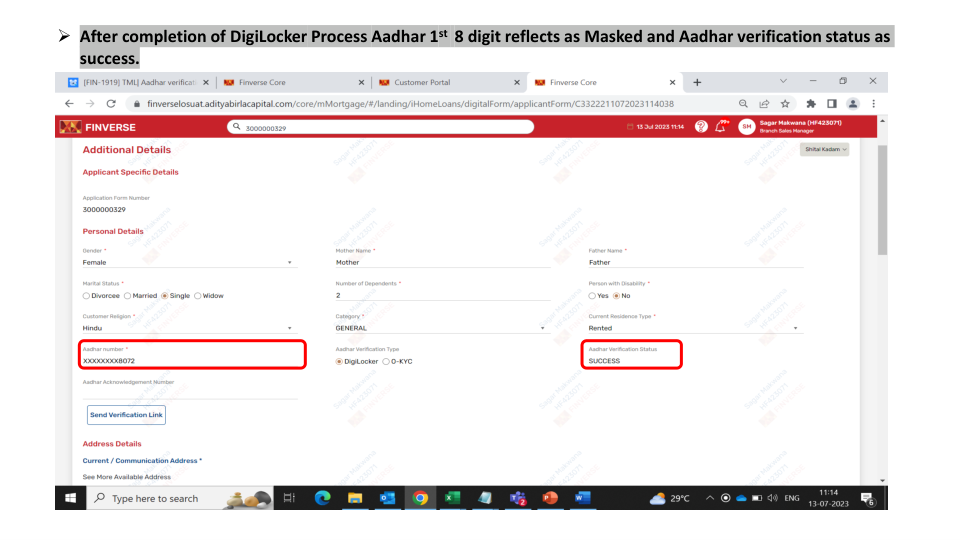 ➢ After completion of DigiLocker Process Aadhar 1st 8 digit reflects as Masked and Aadhar verification status as
success.
[FIN-1919] TML| Aadhar verificati × Finverse Core × Customer Portal × Finverse Core × +
finverselosuat.adityabirlacapital.com/core/mMortgage/#/landing/iHomeLoans/digitalForm/applicantForm/C3322211072023114038
FINVERSE 3000000329 13 Jul 2023 11:14 99+ SM Sagar Makwana (HF423071)
Branch Sales Manager
Additional Details Shital Kadam
Applicant Specific Details
Application Form Number
3000000329
Personal Details
Gender * Mother Name * Father Name *
Female Mother Father
Marital Status * Number of Dependents * Person with Disability *
Divorcee Married Single Widow 2 Yes No
Customer Religion * Category * Current Residence Type *
Hindu GENERAL Rented
Aadhar number * Aadhar Verification Type Aadhar Verification Status
XXXXXXXX8072 DigiLocker O-KYC SUCCESS
Aadhar Acknowledgement Number
Send Verification Link
Address Details
Current / Communication Address *
See More Available Address
Type here to search 29°C ENG 11:14
13-07-2023 6